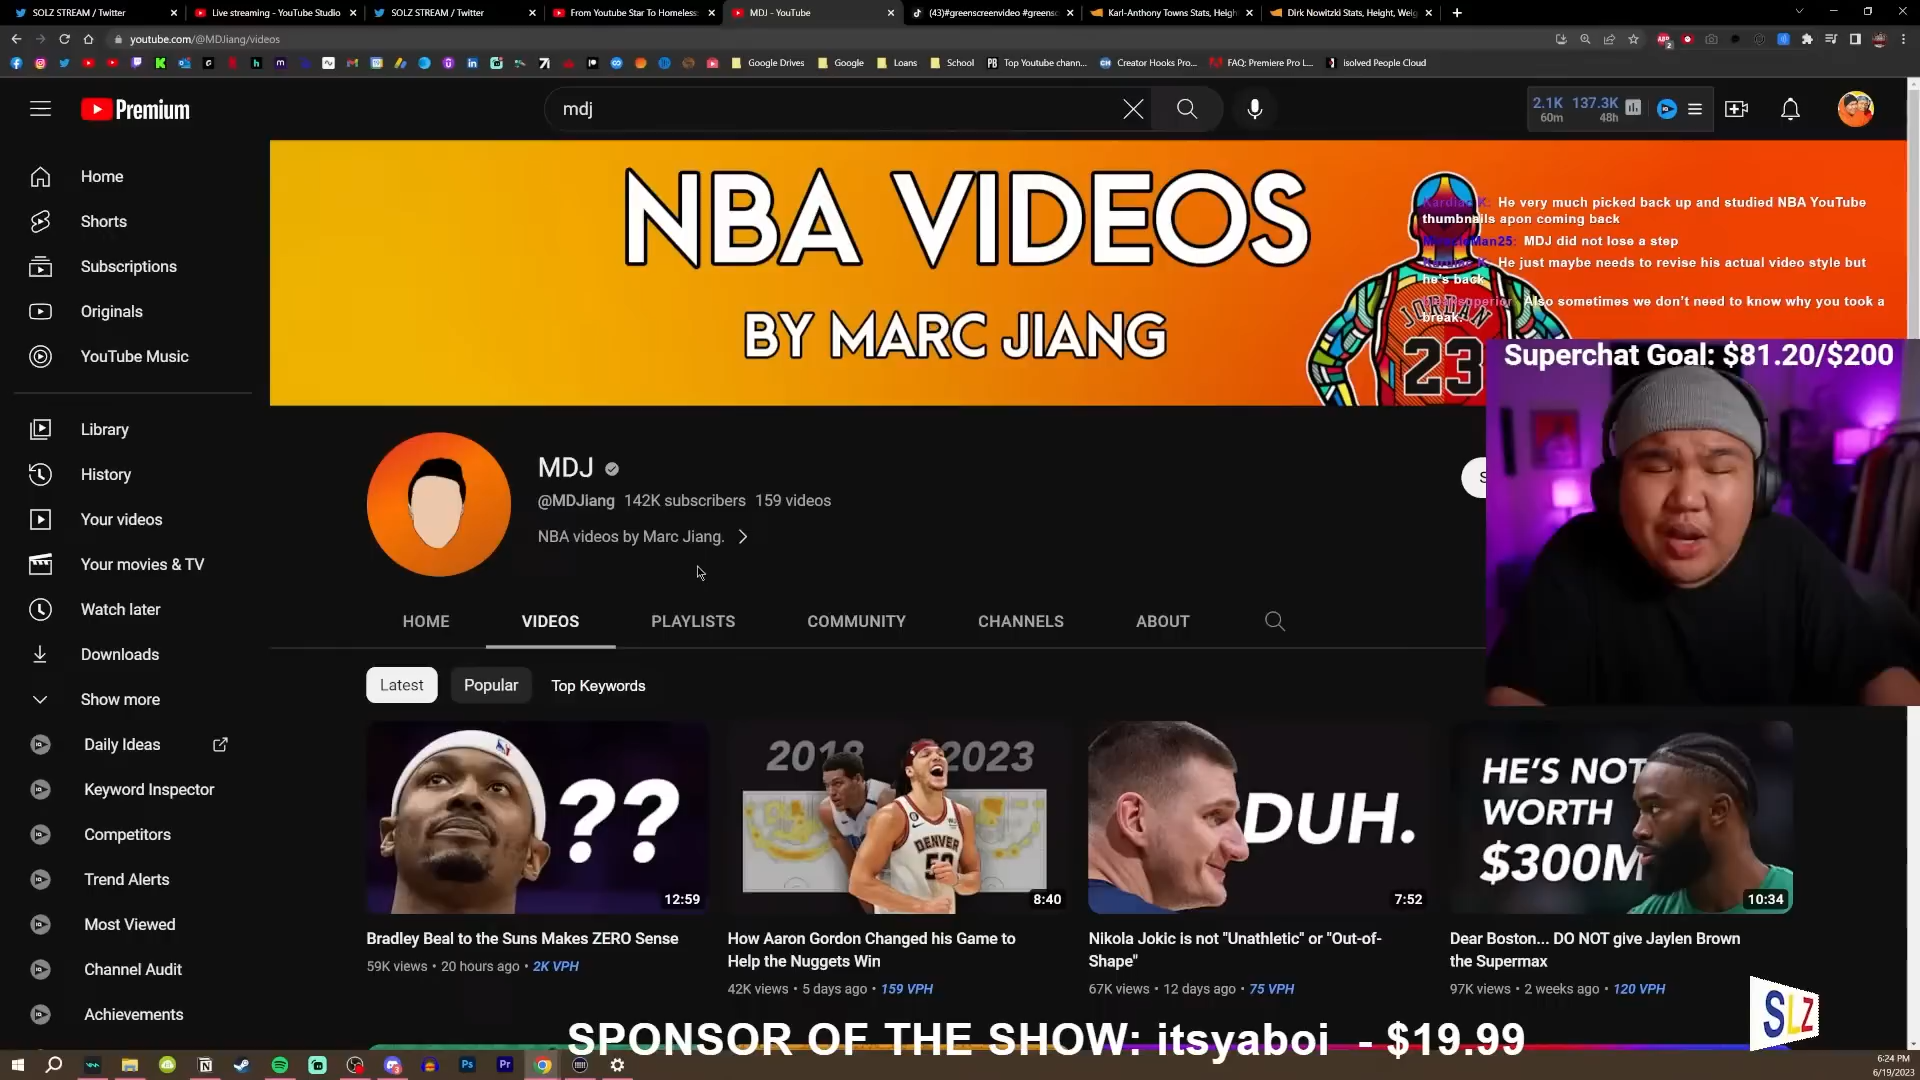 SOLZ STREAM / Twitter
Live streaming - YouTube Studio
SOLZ STREAM / Twitter
From Youtube Star To Homeless
MDJ - YouTube
(43)#greenscreenvideo #greensc
Karl-Anthony Towns Stats, Heigh
Dirk Nowitzki Stats, Height, Weig
youtube.com/@MDJiang/videos
Google Drives
Google
Loans
School
Top Youtube chann...
Creator Hooks Pro...
FAQ: Premiere Pro L...
isolved People Cloud
Premium
mdj
2.1K 137.3K
60m 48h
Home
Shorts
Subscriptions
Originals
YouTube Music
Library
History
Your videos
Your movies & TV
Watch later
Downloads
Show more
Daily Ideas
Keyword Inspector
Competitors
Trend Alerts
Most Viewed
Channel Audit
Achievements
NBA VIDEOS
BY MARC JIANG
JORDAN
23
He very much picked back up and studied NBA YouTube
thumbnails apon coming back
MDJ did not lose a step
He just maybe needs to revise his actual video style but
he's back
Also sometimes we don't need to know why you took a
break.
Superchat Goal: $81.20/$200
MDJ
@MDJiang 142K subscribers 159 videos
NBA videos by Marc Jiang.
HOME
VIDEOS
PLAYLISTS
COMMUNITY
CHANNELS
ABOUT
Latest
Popular
Top Keywords
??
12:59
Bradley Beal to the Suns Makes ZERO Sense
59K views • 20 hours ago • 2K VPH
2018 2023
DENVER
8:40
How Aaron Gordon Changed his Game to
Help the Nuggets Win
42K views • 5 days ago • 159 VPH
DUH.
7:52
Nikola Jokic is not "Unathletic" or "Out-of-
Shape"
67K views • 12 days ago • 75 VPH
HE'S NOT
WORTH
$300M
10:34
Dear Boston... DO NOT give Jaylen Brown
the Supermax
97K views • 2 weeks ago • 120 VPH
SLZ
SPONSOR OF THE SHOW: itsyaboi - $19.99
6:24 PM
6/19/2023